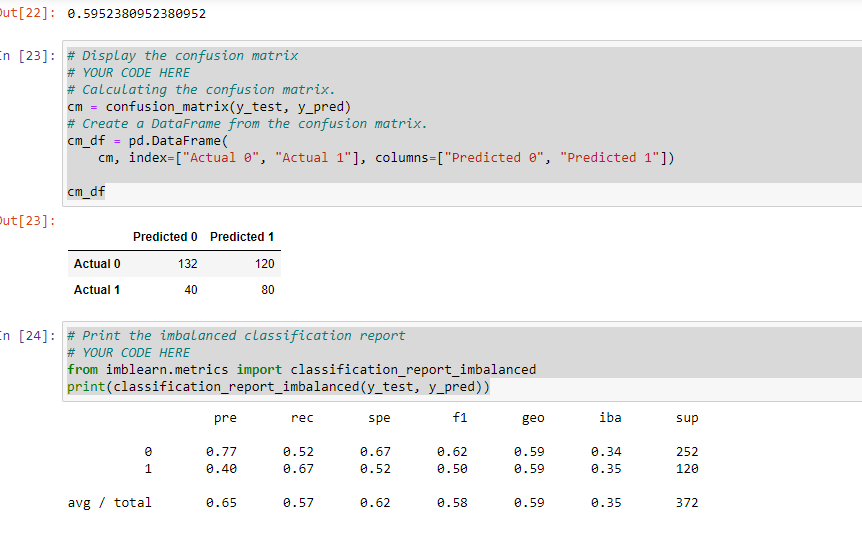 Out[22]: 0.5952380952380952
In [23]: # Display the confusion matrix
# YOUR CODE HERE
# Calculating the confusion matrix.
cm = confusion_matrix(y_test, y_pred)
# Create a DataFrame from the confusion matrix.
cm_df = pd.DataFrame(
    cm, index=["Actual 0", "Actual 1"], columns=["Predicted 0", "Predicted 1"])
cm_df
Out[23]:
Predicted 0 Predicted 1
Actual 0 132 120
Actual 1 40 80
In [24]: # Print the imbalanced classification report
# YOUR CODE HERE
from imblearn.metrics import classification_report_imbalanced
print(classification_report_imbalanced(y_test, y_pred))
pre rec spe f1 geo iba sup
0 0.77 0.52 0.67 0.62 0.59 0.34 252
1 0.40 0.67 0.52 0.50 0.59 0.35 120
avg / total 0.65 0.57 0.62 0.58 0.59 0.35 372